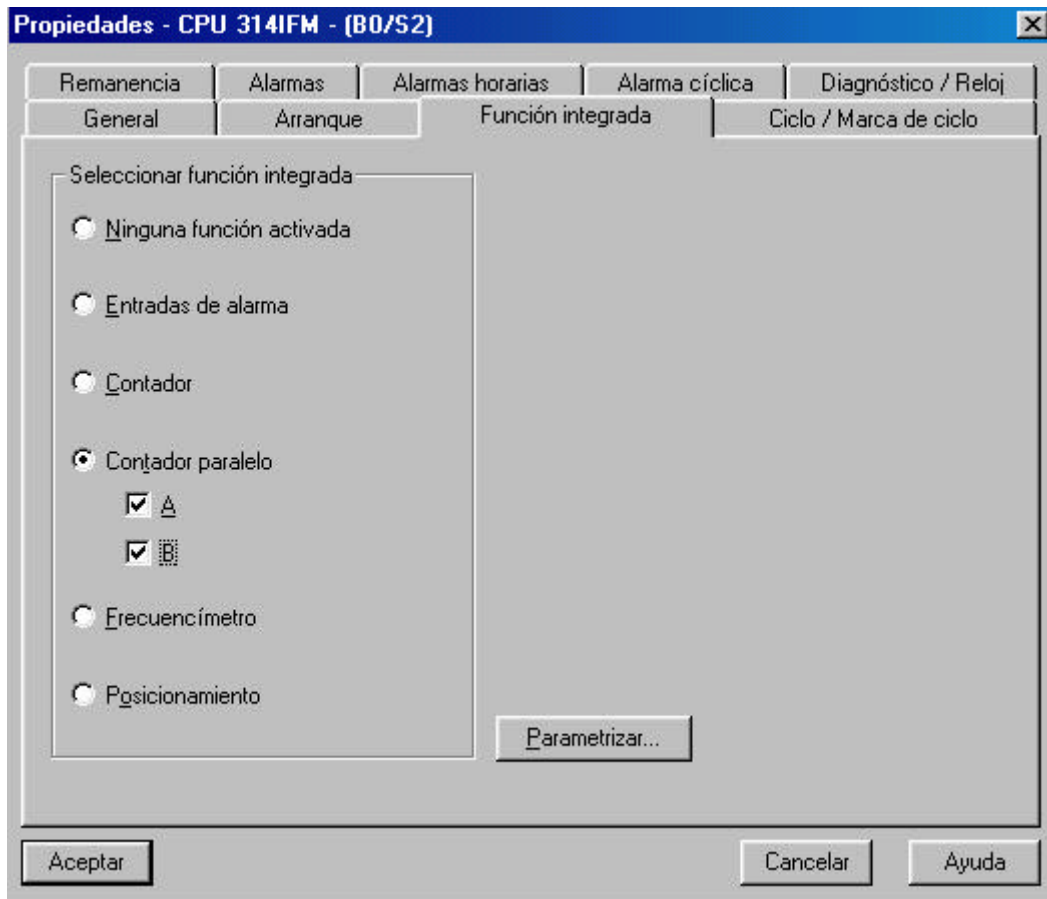 Propiedades - CPU 314IFM - (B0/S2)
Remanencia Alarmas Alarmas horarias Alarma cíclica Diagnóstico / Reloj
General Arranque Función integrada Ciclo / Marca de ciclo
Seleccionar función integrada
Ninguna función activada
Entradas de alarma
Contador
Contador paralelo
A
B
Frecuencímetro
Posicionamiento
Parametrizar...
Aceptar Cancelar Ayuda